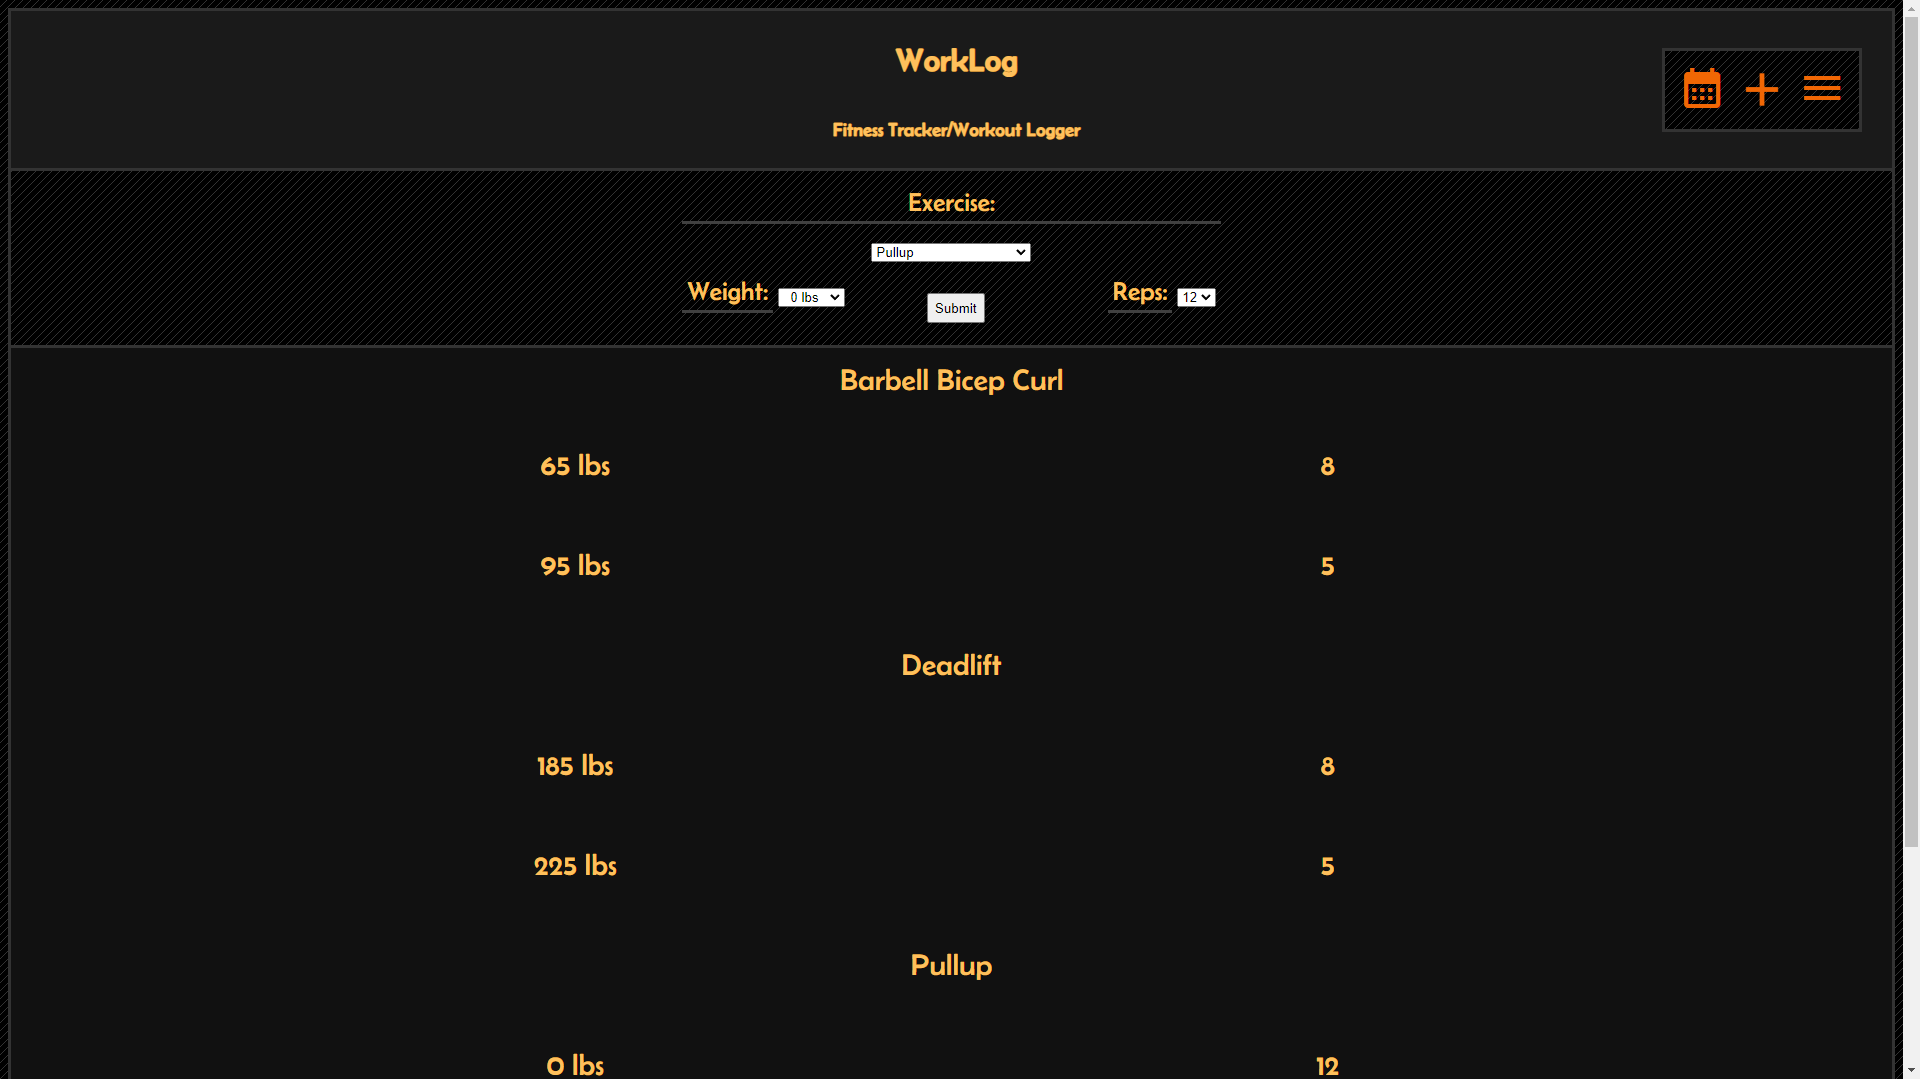 WorkLog
Fitness Tracker/Workout Logger
Exercise:
Pullup
Weight: 0 lbs Submit Reps: 12
Barbell Bicep Curl
65 lbs 8
95 lbs 5
Deadlift
185 lbs 8
225 lbs 5
Pullup
0 lbs 12